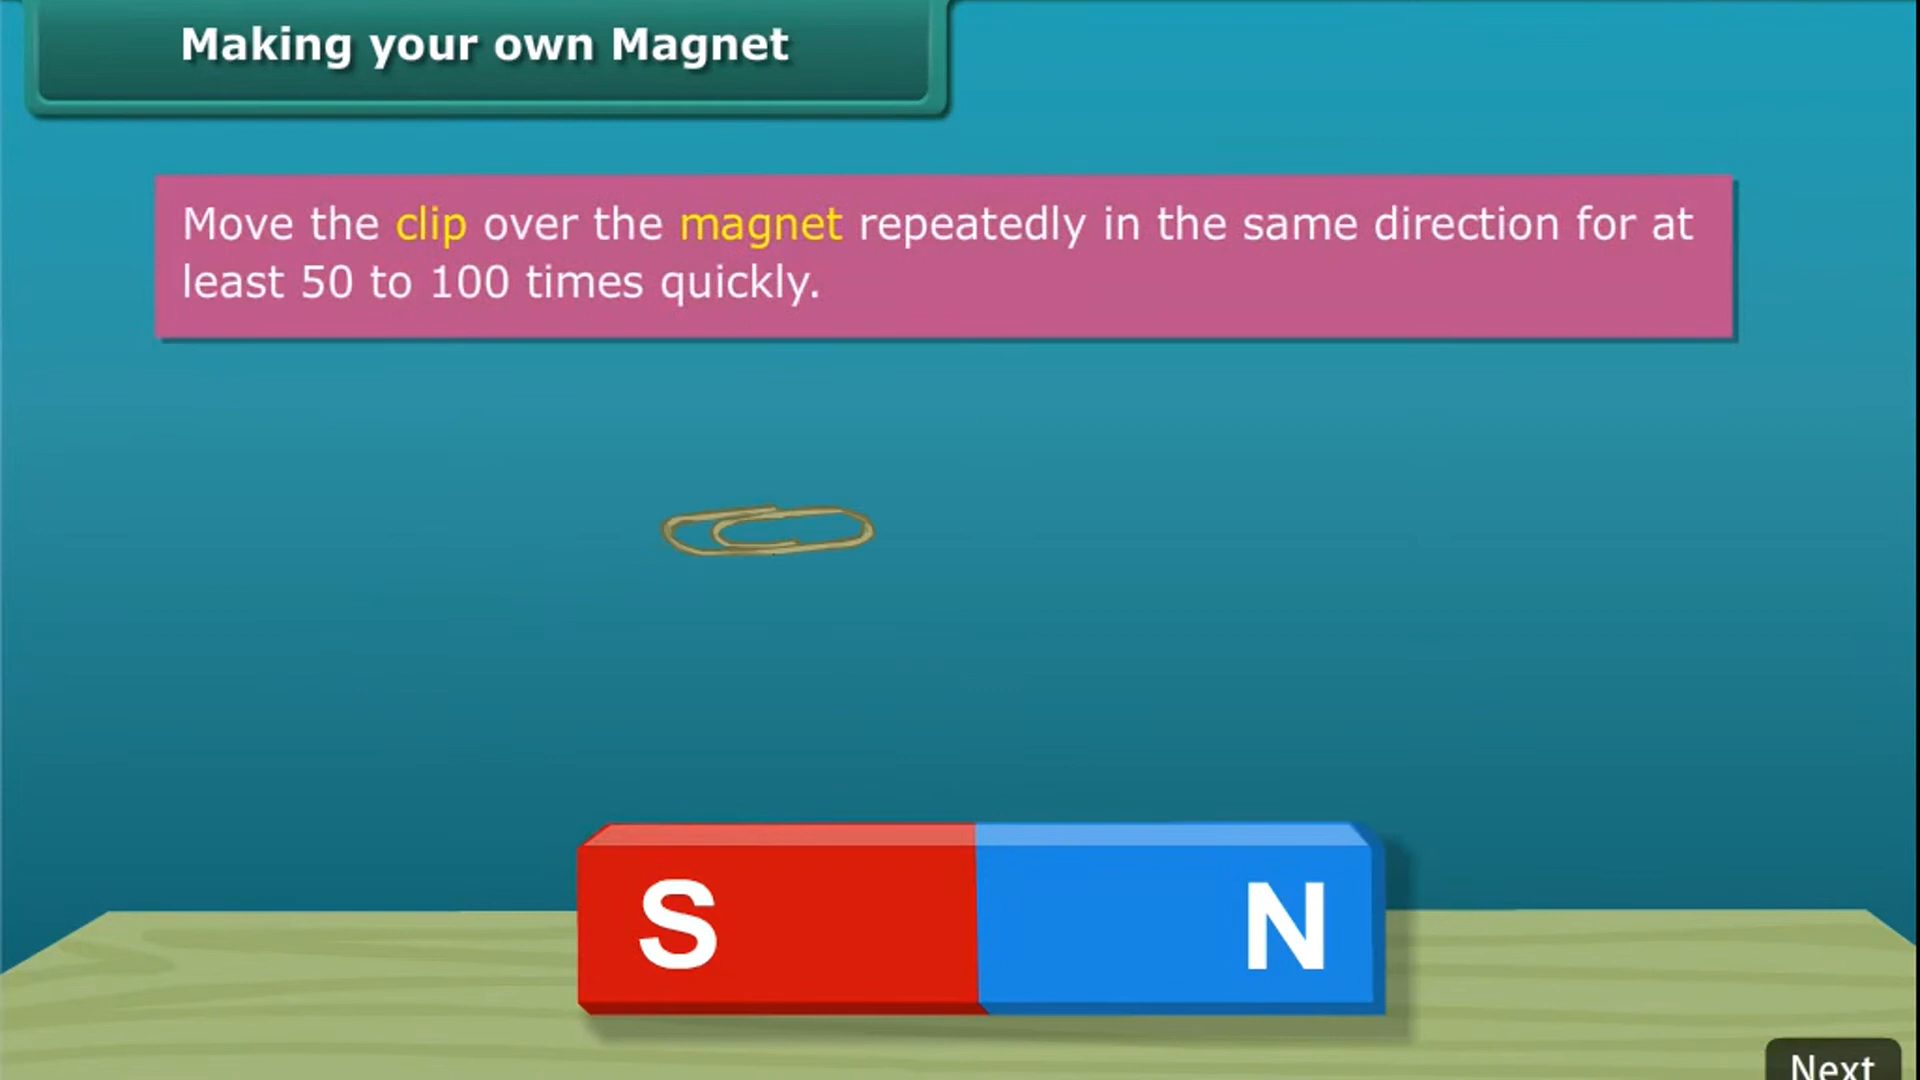 Making your own Magnet
Move the clip over the magnet repeatedly in the same direction for at
least 50 to 100 times quickly.
S
N
Next